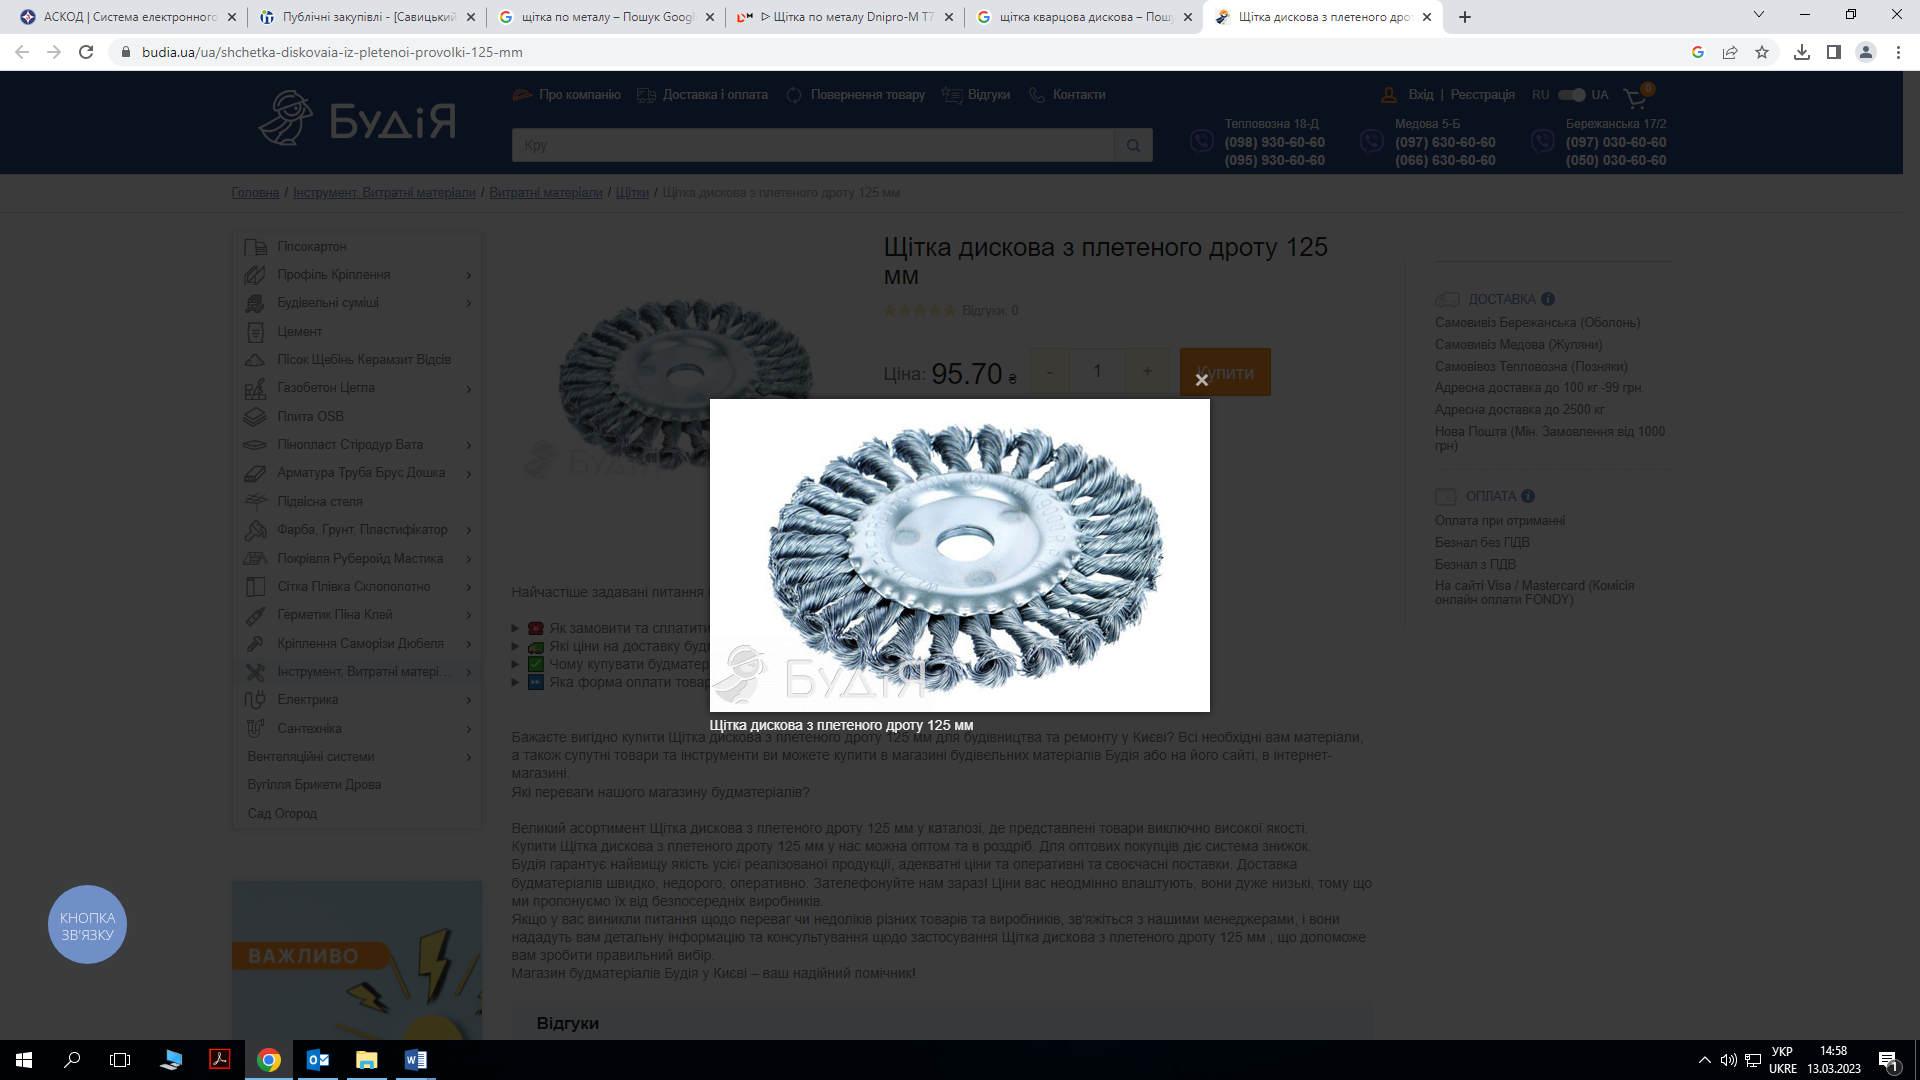 АСКОД | Система електронного
Публічні закупівлі - [Савицький
щітка по металу – Пошук Googl
ᐈ Щітка по металу Dnipro-M T7
щітка кварцова дискова – Пошу
Щітка дискова з плетеного дрот
budia.ua/ua/shchetka-diskovaia-iz-pletenoi-provolki-125-mm
БудіЯ
Про компанію
Доставка і оплата
Повернення товару
Відгуки
Контакти
Вхід | Реєстрація
RU UA
0
Кру
Тепловозна 18-Д
(098) 930-60-60
(095) 930-60-60
Медова 5-Б
(097) 630-60-60
(066) 630-60-60
Бережанська 17/2
(097) 030-60-60
(050) 030-60-60
Головна / Інструмент, Витратні матеріали / Витратні матеріали / Щітки / Щітка дискова з плетеного дроту 125 мм
Гіпсокартон
Профіль Кріплення
Будівельні суміші
Цемент
Пісок Щебінь Керамзит Відсів
Газобетон Цегла
Плита OSB
Пінопласт Стіродур Вата
Арматура Труба Брус Дошка
Підвісна стеля
Фарба, Грунт, Пластифікатор
Покрівля Руберойд Мастика
Сітка Плівка Склополотно
Герметик Піна Клей
Кріплення Саморізи Дюбеля
Інструмент, Витратні матері...
Електрика
Сантехніка
Вентеляційні системи
Вугілля Брикети Дрова
Сад Огород
КНОПКА
ЗВ'ЯЗКУ
ВАЖЛИВО
Щітка дискова з плетеного дроту 125
мм
Відгуки: 0
Ціна: 95.70 ₴
- 1 +
Купити
БудіЯ
Щітка дискова з плетеного дроту 125 мм
Найчастіше задавані питання
Як замовити та сплатити
Які ціни на доставку буд
Чому купувати будматер
Яка форма оплати товар
Бажаєте вигідно купити Щітка дискова з плетеного дроту 125 мм для будівництва та ремонту у Києві? Всі необхідні вам матеріали,
а також супутні товари та інструменти ви можете купити в магазині будівельних матеріалів Будія або на його сайті, в інтернет-
магазині.
Які переваги нашого магазину будматеріалів?
Великий асортимент Щітка дискова з плетеного дроту 125 мм у каталозі, де представлені товари виключно високої якості.
Купити Щітка дискова з плетеного дроту 125 мм у нас можна оптом та в роздріб. Для оптових покупців діє система знижок.
Будія гарантує найвищу якість усієї реалізованої продукції, адекватні ціни та оперативні та своєчасні поставки. Доставка
будматеріалів швидко, недорого, оперативно. Зателефонуйте нам зараз! Ціни вас неодмінно влаштують, вони дуже низькі, тому що
ми пропонуємо їх від безпосередніх виробників.
Якщо у вас виникли питання щодо переваг чи недоліків різних товарів та виробників, зв'яжіться з нашими менеджерами, і вони
нададуть вам детальну інформацію та консультування щодо застосування Щітка дискова з плетеного дроту 125 мм , що допоможе
вам зробити правильний вибір.
Магазин будматеріалів Будія у Києві – ваш надійний помічник!
Відгуки
ДОСТАВКА
Самовивіз Бережанська (Оболонь)
Самовивіз Медова (Жуляни)
Самовівоз Тепловозна (Позняки)
Адресна доставка до 100 кг -99 грн.
Адресна доставка до 2500 кг
Нова Пошта (Мін. Замовлення від 1000
грн)
ОПЛАТА
Оплата при отриманні
Безнал без ПДВ
Безнал з ПДВ
На сайті Visa / Mastercard (Комісія
онлайн оплати FONDY)
УКР
UKRE
14:58
13.03.2023
1